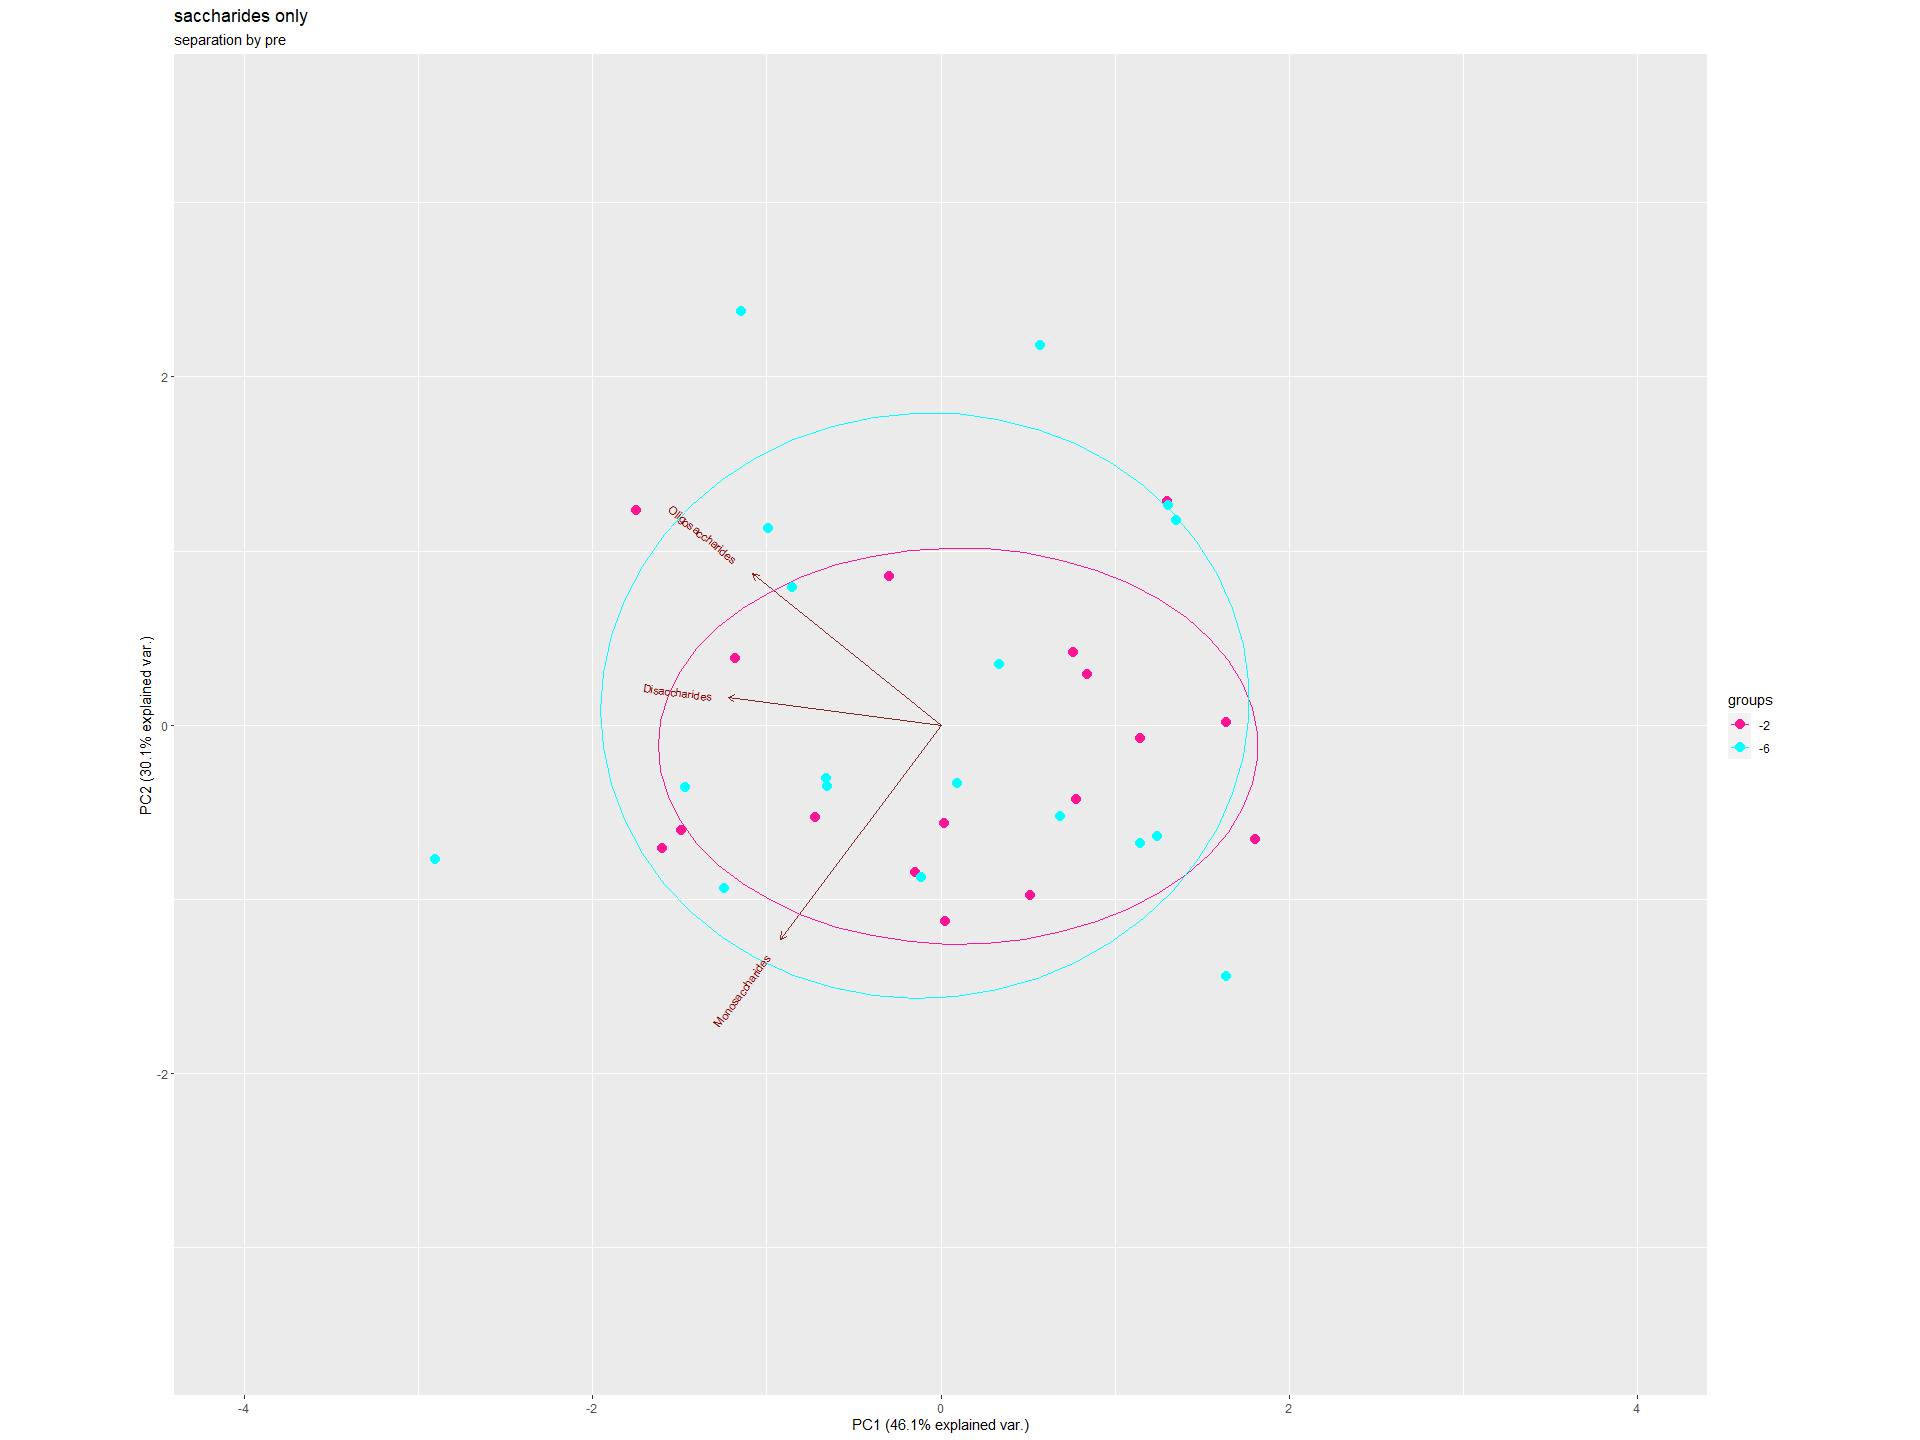 saccharides only
separation by pre
Oligosaccharides
Disaccharides
Monosaccharides
2
0
-2
PC2 (30.1% explained var.)
-4
-2
0
2
4
PC1 (46.1% explained var.)
groups
-2
-6